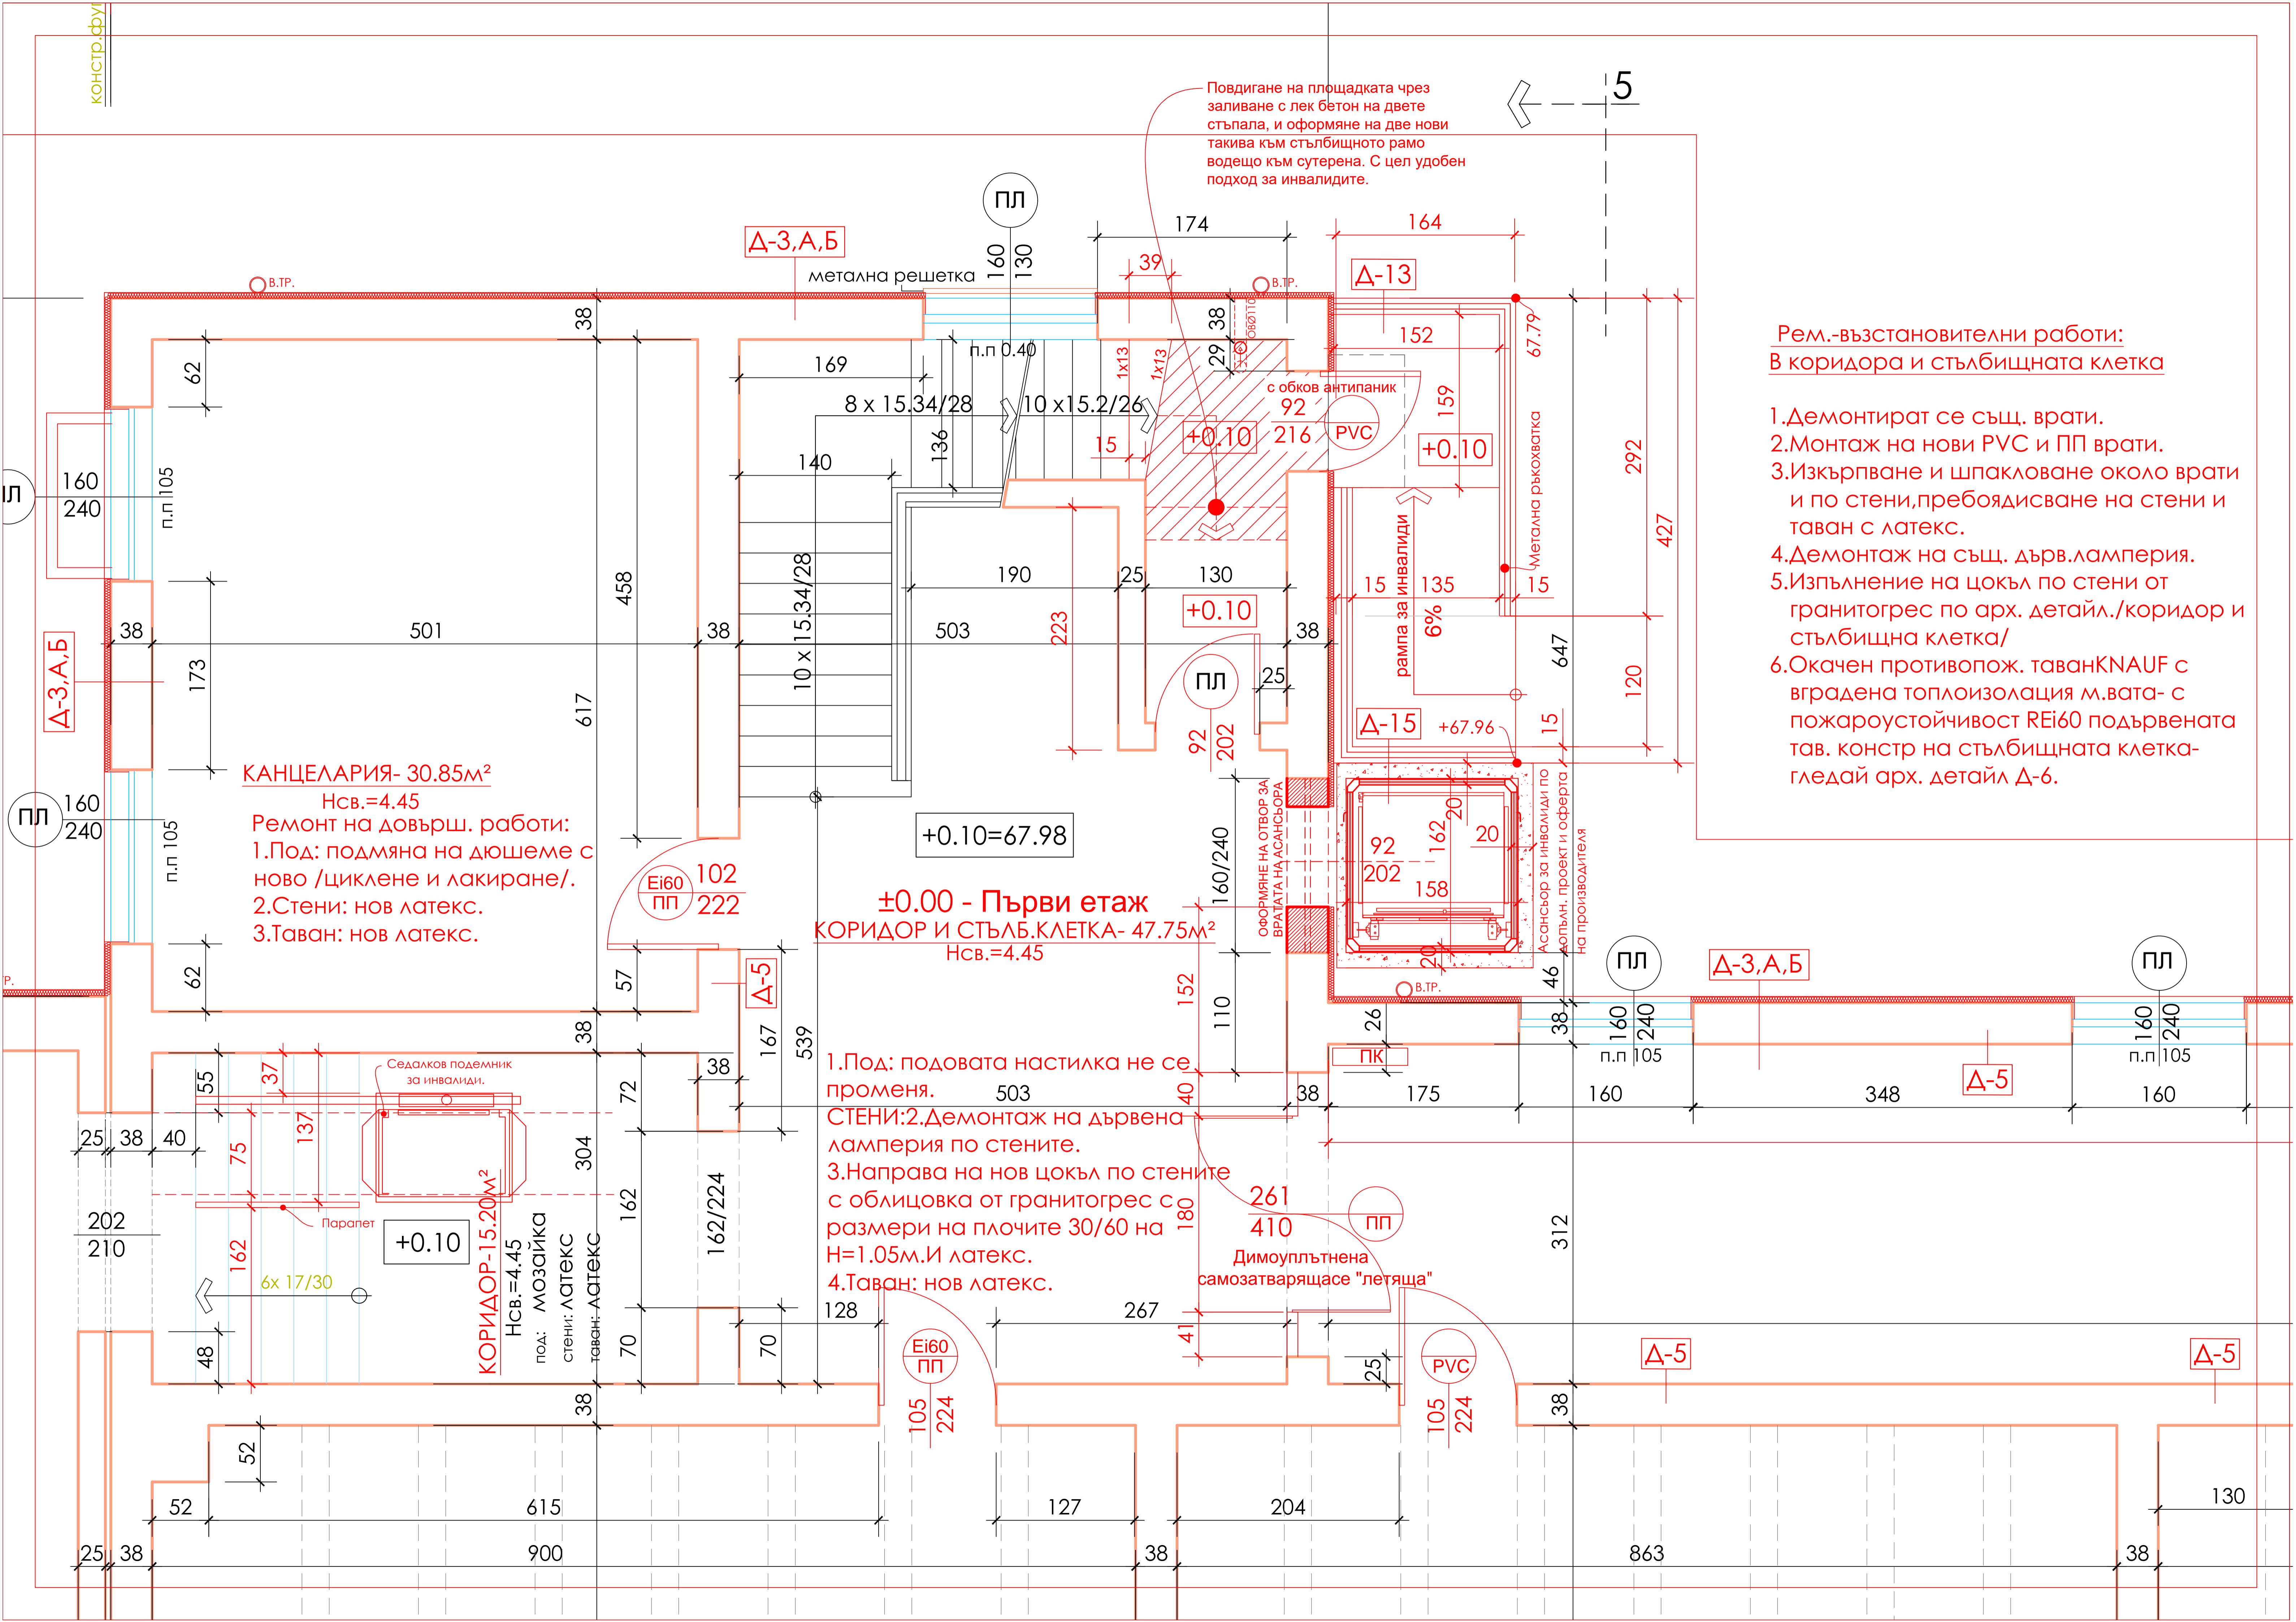 констр.фуг
Повдигане на площадката чрез
заливане с лек бетон на двете
стъпала, и оформяне на две нови
такива към стълбищното рамо
водещо към сутерена. С цел удобен
подход за инвалидите.
5
ПЛ
160
130
174
164
Д-3,А,Б
метална решетка
39
Д-13
В.ТР.
В.ТР.
38
38
29
ОВØ110
67.79
152
п.п 0.40
1x13
1x13
62
169
с обков антипаник
92
216
PVC
159
8 x 15.34/28
10 x15.2/26
136
15
+0.10
+0.10
140
292
427
Метална ръкохватка
Рем.-възстановителни работи:
В коридора и стълбищната клетка
1.Демонтират се същ. врати.
2.Монтаж на нови PVC и ПП врати.
3.Изкърпване и шпакловане около врати
и по стени,пребоядисване на стени и
таван с латекс.
4.Демонтаж на същ. дърв.ламперия.
5.Изпълнение на цокъл по стени от
гранитогрес по арх. детайл./коридор и
стълбищна клетка/
6.Окачен противопож. таванKNAUF с
вградена топлоизолация м.вата- с
пожароустойчивост REi60 подървената
тав. констр на стълбищната клетка-
гледай арх. детайл Д-6.
160
240
п.п 105
458
10 x 15.34/28
190
25
130
+0.10
рампа за инвалиди
6%
15
135
15
38
501
38
503
38
223
647
Д-3,А,Б
173
617
ПЛ
25
92
202
120
15
Д-15
+67.96
КАНЦЕЛАРИЯ- 30.85м²
Нсв.=4.45
Ремонт на довърш. работи:
1.Под: подмяна на дюшеме с
ново /циклене и лакиране/.
2.Стени: нов латекс.
3.Таван: нов латекс.
ПЛ
160
240
п.п 105
+0.10=67.98
160/240
ОФОРМЯНЕ НА ОТВОР ЗА
ВРАТАТА НА АСАНСЬОРА
92
202
162
20
20
158
20
Асансьор за инвалиди по
допълн. проект и оферта
на производителя
Ei60
ПП
102
222
±0.00 - Първи етаж
КОРИДОР И СТЪЛБ.КЛЕТКА- 47.75м²
Нсв.=4.45
62
57
Д-5
152
110
46
В.ТР.
ПЛ
160
240
п.п 105
Д-3,А,Б
ПЛ
160
240
п.п 105
38
167
539
26
38
ПК
Д-5
Седалков подемник
за инвалиди.
55
37
137
72
38
1.Под: подовата настилка не се
променя.
СТЕНИ:2.Демонтаж на дървена
ламперия по стените.
3.Направа на нов цокъл по стените
с облицовка от гранитогрес с
размери на плочите 30/60 на
Н=1.05м.И латекс.
4.Таван: нов латекс.
503
40
38
175
160
348
160
25
38
40
75
304
162
162/224
202
210
Парапет
162
+0.10
КОРИДОР-15.20м²
Нсв.=4.45
под: мозайка
стени: латекс
таван: латекс
6x 17/30
180
261
410
ПП
Димоуплътнена
самозатварящасе "летяща"
312
48
70
70
128
267
41
25
Ei60
ПП
105
224
PVC
105
224
Д-5
Д-5
38
38
52
52
615
127
204
130
25
38
900
38
863
38